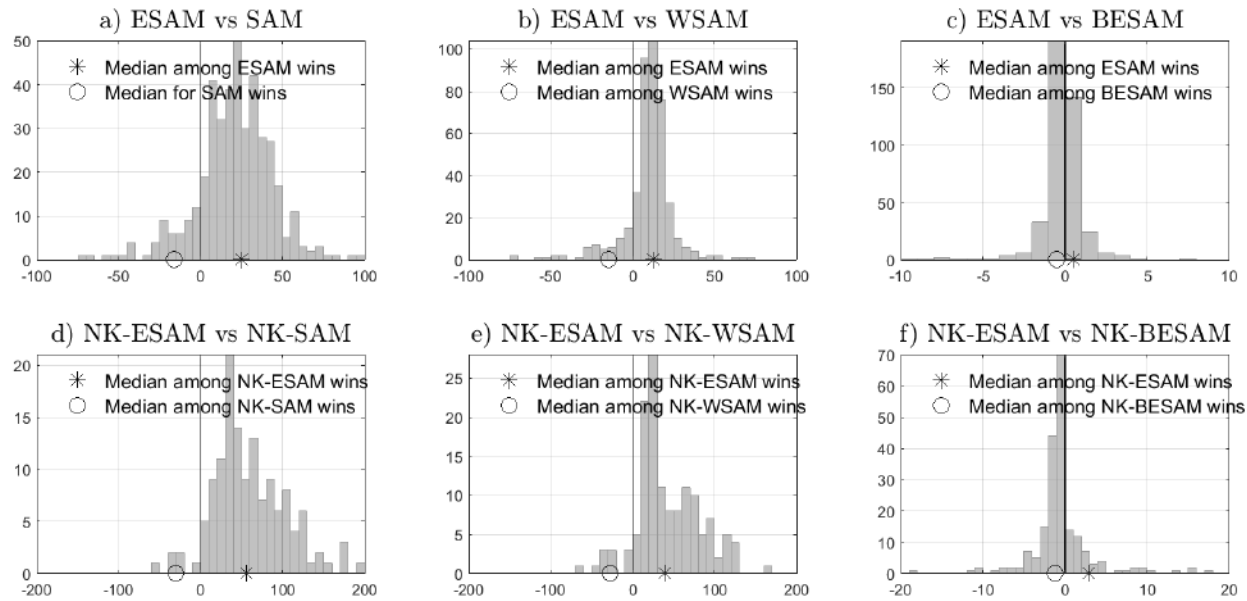 a) ESAM vs SAM
50
40
30
20
10
0
Median among ESAM wins
Median for SAM wins
-100 -50 0 50 100
b) ESAM vs WSAM
100
80
60
40
20
0
Median among ESAM wins
Median among WSAM wins
-100 -50 0 50 100
c) ESAM vs BESAM
150
100
50
0
Median among ESAM wins
Median among BESAM wins
-10 -5 0 5 10
d) NK-ESAM vs NK-SAM
20
15
10
5
0
Median among NK-ESAM wins
Median among NK-SAM wins
-200 -100 0 100 200
e) NK-ESAM vs NK-WSAM
25
20
15
10
5
0
Median among NK-ESAM wins
Median among NK-WSAM wins
-200 -100 0 100 200
f) NK-ESAM vs NK-BESAM
70
60
50
40
30
20
10
0
Median among NK-ESAM wins
Median among NK-BESAM wins
-20 -10 0 10 20